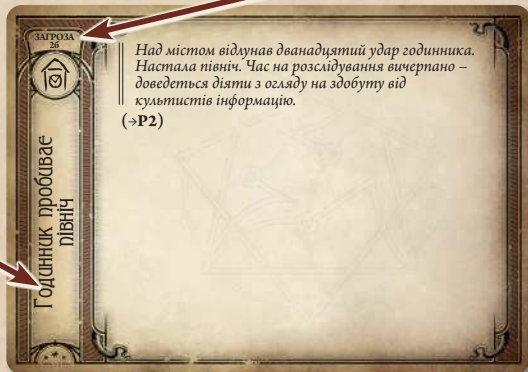 ЗАГРОЗА
2б
Годинник пробиває
північ
Над містом відлунав дванадцятий удар годинника.
Настала північ. Час на розслідування вичерпано –
доведеться діяти з огляду на здобуту від
культистів інформацію.
(→Р2)